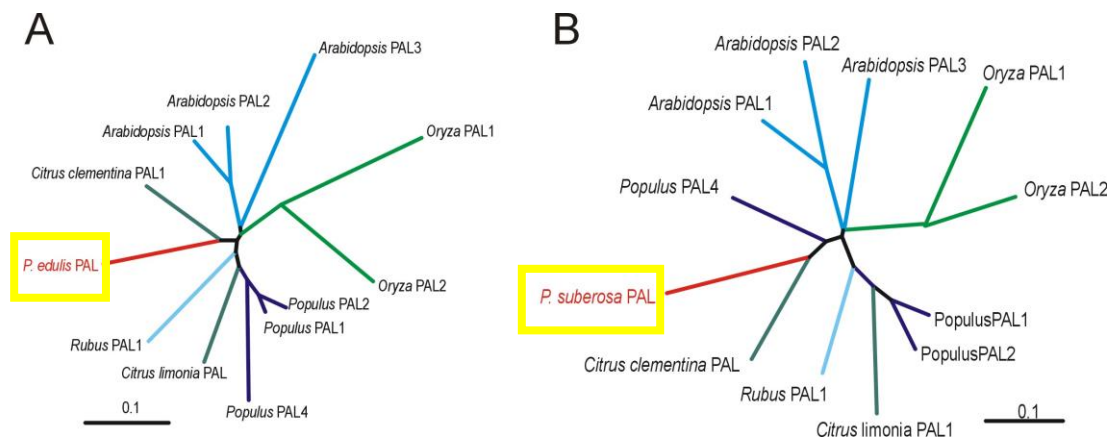 A
Arabidopsis PAL3
Arabidopsis PAL2
Arabidopsis PAL1
Oryza PAL1
Citrus clementina PAL1
P. edulis PAL
Oryza PAL2
Populus PAL2
Populus PAL1
Rubus PAL1
Citrus limonia PAL
Populus PAL4
0.1
B
Arabidopsis PAL2
Arabidopsis PAL3
Oryza PAL1
Arabidopsis PAL1
Populus PAL4
Oryza PAL2
P. suberosa PAL
PopulusPAL1
PopulusPAL2
Citrus clementina PAL
Rubus PAL1
Citrus limonia PAL1
0.1